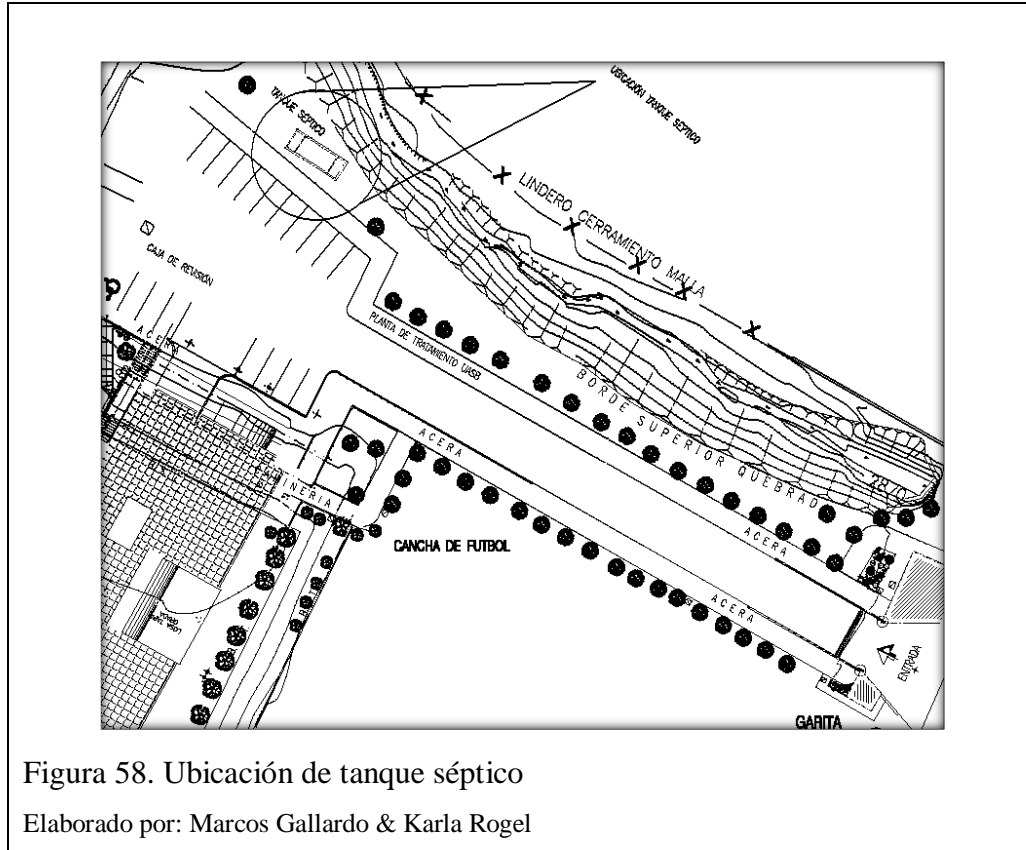 UBICACIÓN TANQUE SÉPTICO
TANQUE SÉPTICO
LINDERO CERRAMIENTO MALLA
CAJA DE REVISIÓN
ACERA
PLANTA DE TRATAMIENTO UASB
BORDE SUPERIOR QUEBRAD
ACERA
CANCHA DE FUTBOL
ACERA
ACERA
ENTRADA
GARITA
Figura 58. Ubicación de tanque séptico
Elaborado por: Marcos Gallardo & Karla Rogel